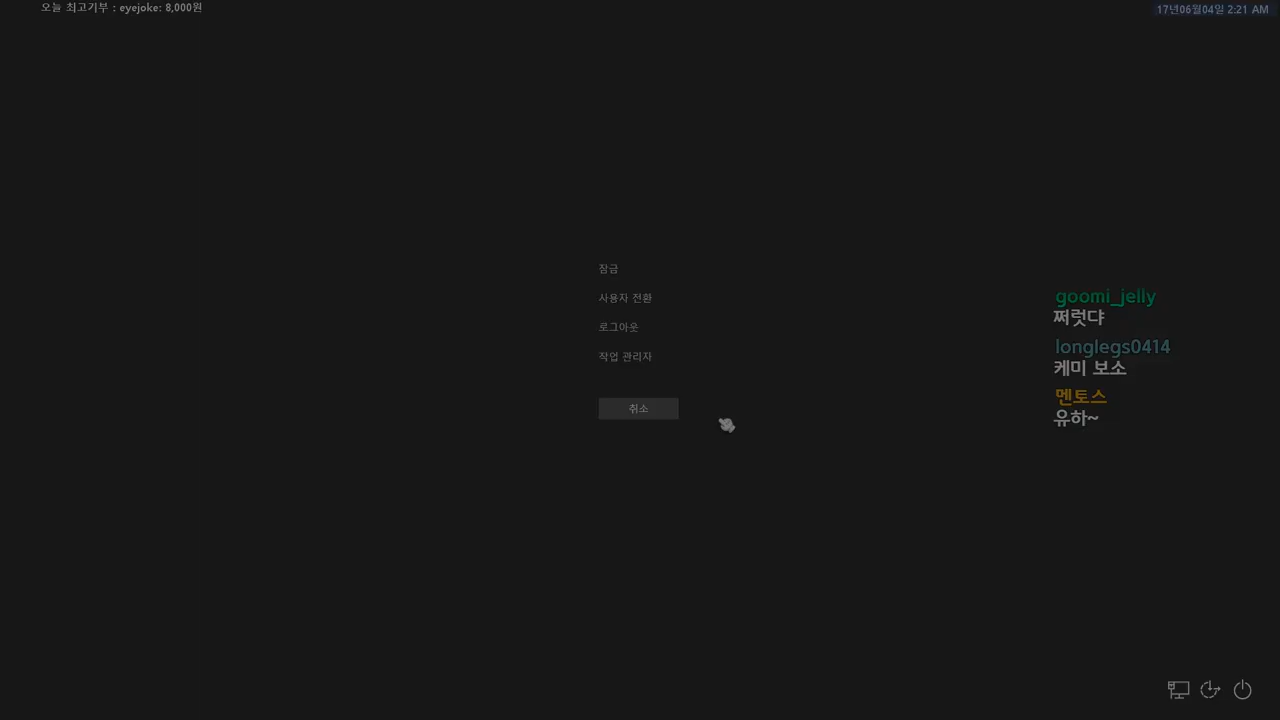 오늘 최고기부 : eyejoke: 8,000원
17년06월04일 2:21 AM
잠금
사용자 전환
로그아웃
작업 관리자
취소
goomi_jelly
쩌럿댜
longlegs0414
케미 보소
멘토스
유하~